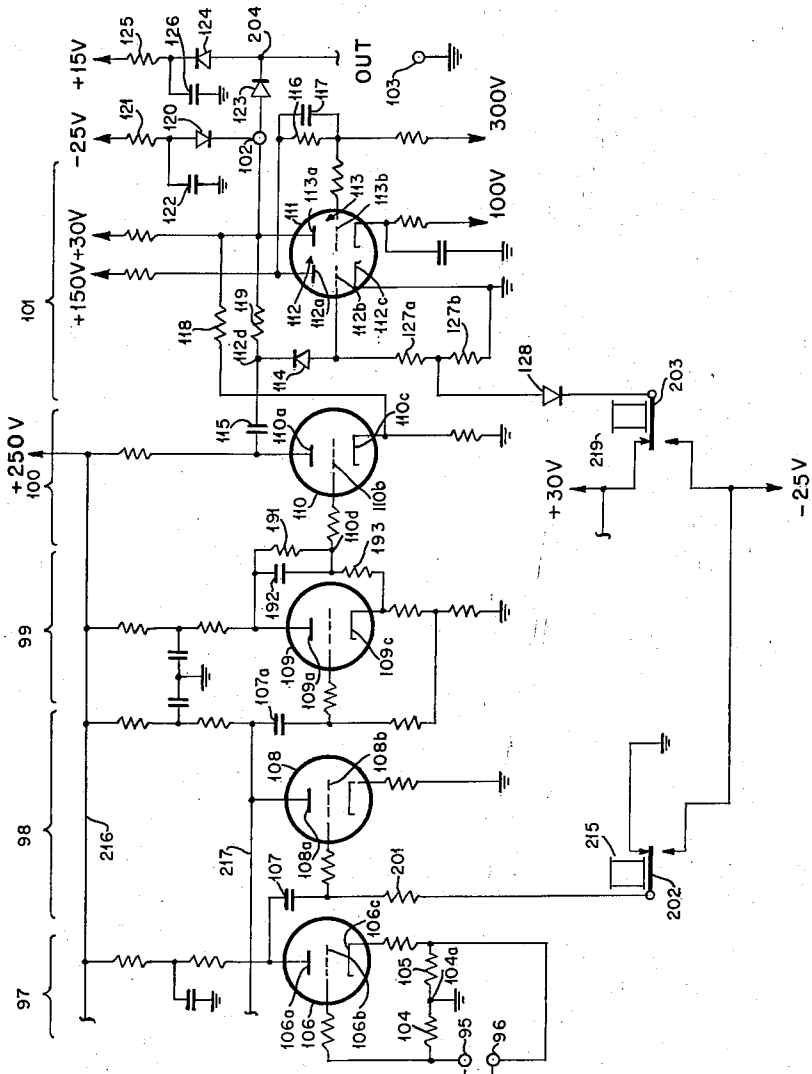 +15V
125
126
124
204
OUT
103
-25V
121
120
122
123
102
116
117
300V
101
+150V
+30V
111
113a
113
113b
112
112a
112b
112c
100V
118
119
112d
114
127a
127b
128
+250V
100
115
110a
110c
110
110b
110d
+30V
219
203
-25V
99
191
192
193
109
109a
109c
98
107a
216
217
108
108a
108b
107
201
215
202
97
106a
106
106b
106c
105
104a
104
95
96